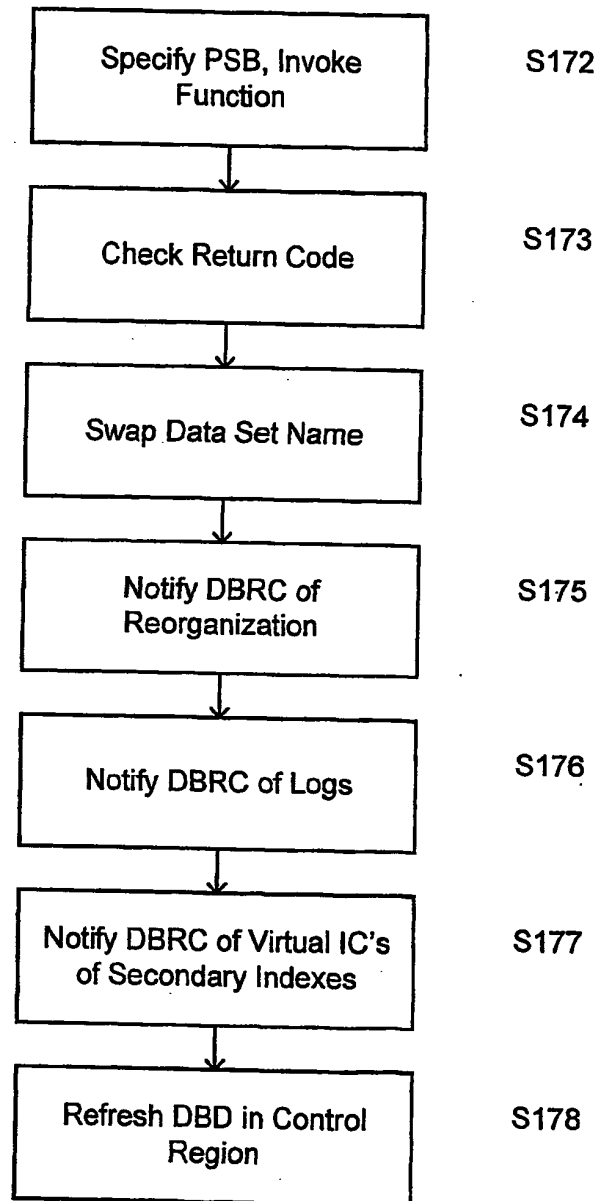 Specify PSB, Invoke
Function
S172
Check Return Code
S173
Swap Data Set Name
S174
Notify DBRC of
Reorganization
S175
Notify DBRC of Logs
S176
Notify DBRC of Virtual IC's
of Secondary Indexes
S177
Refresh DBD in Control
Region
S178